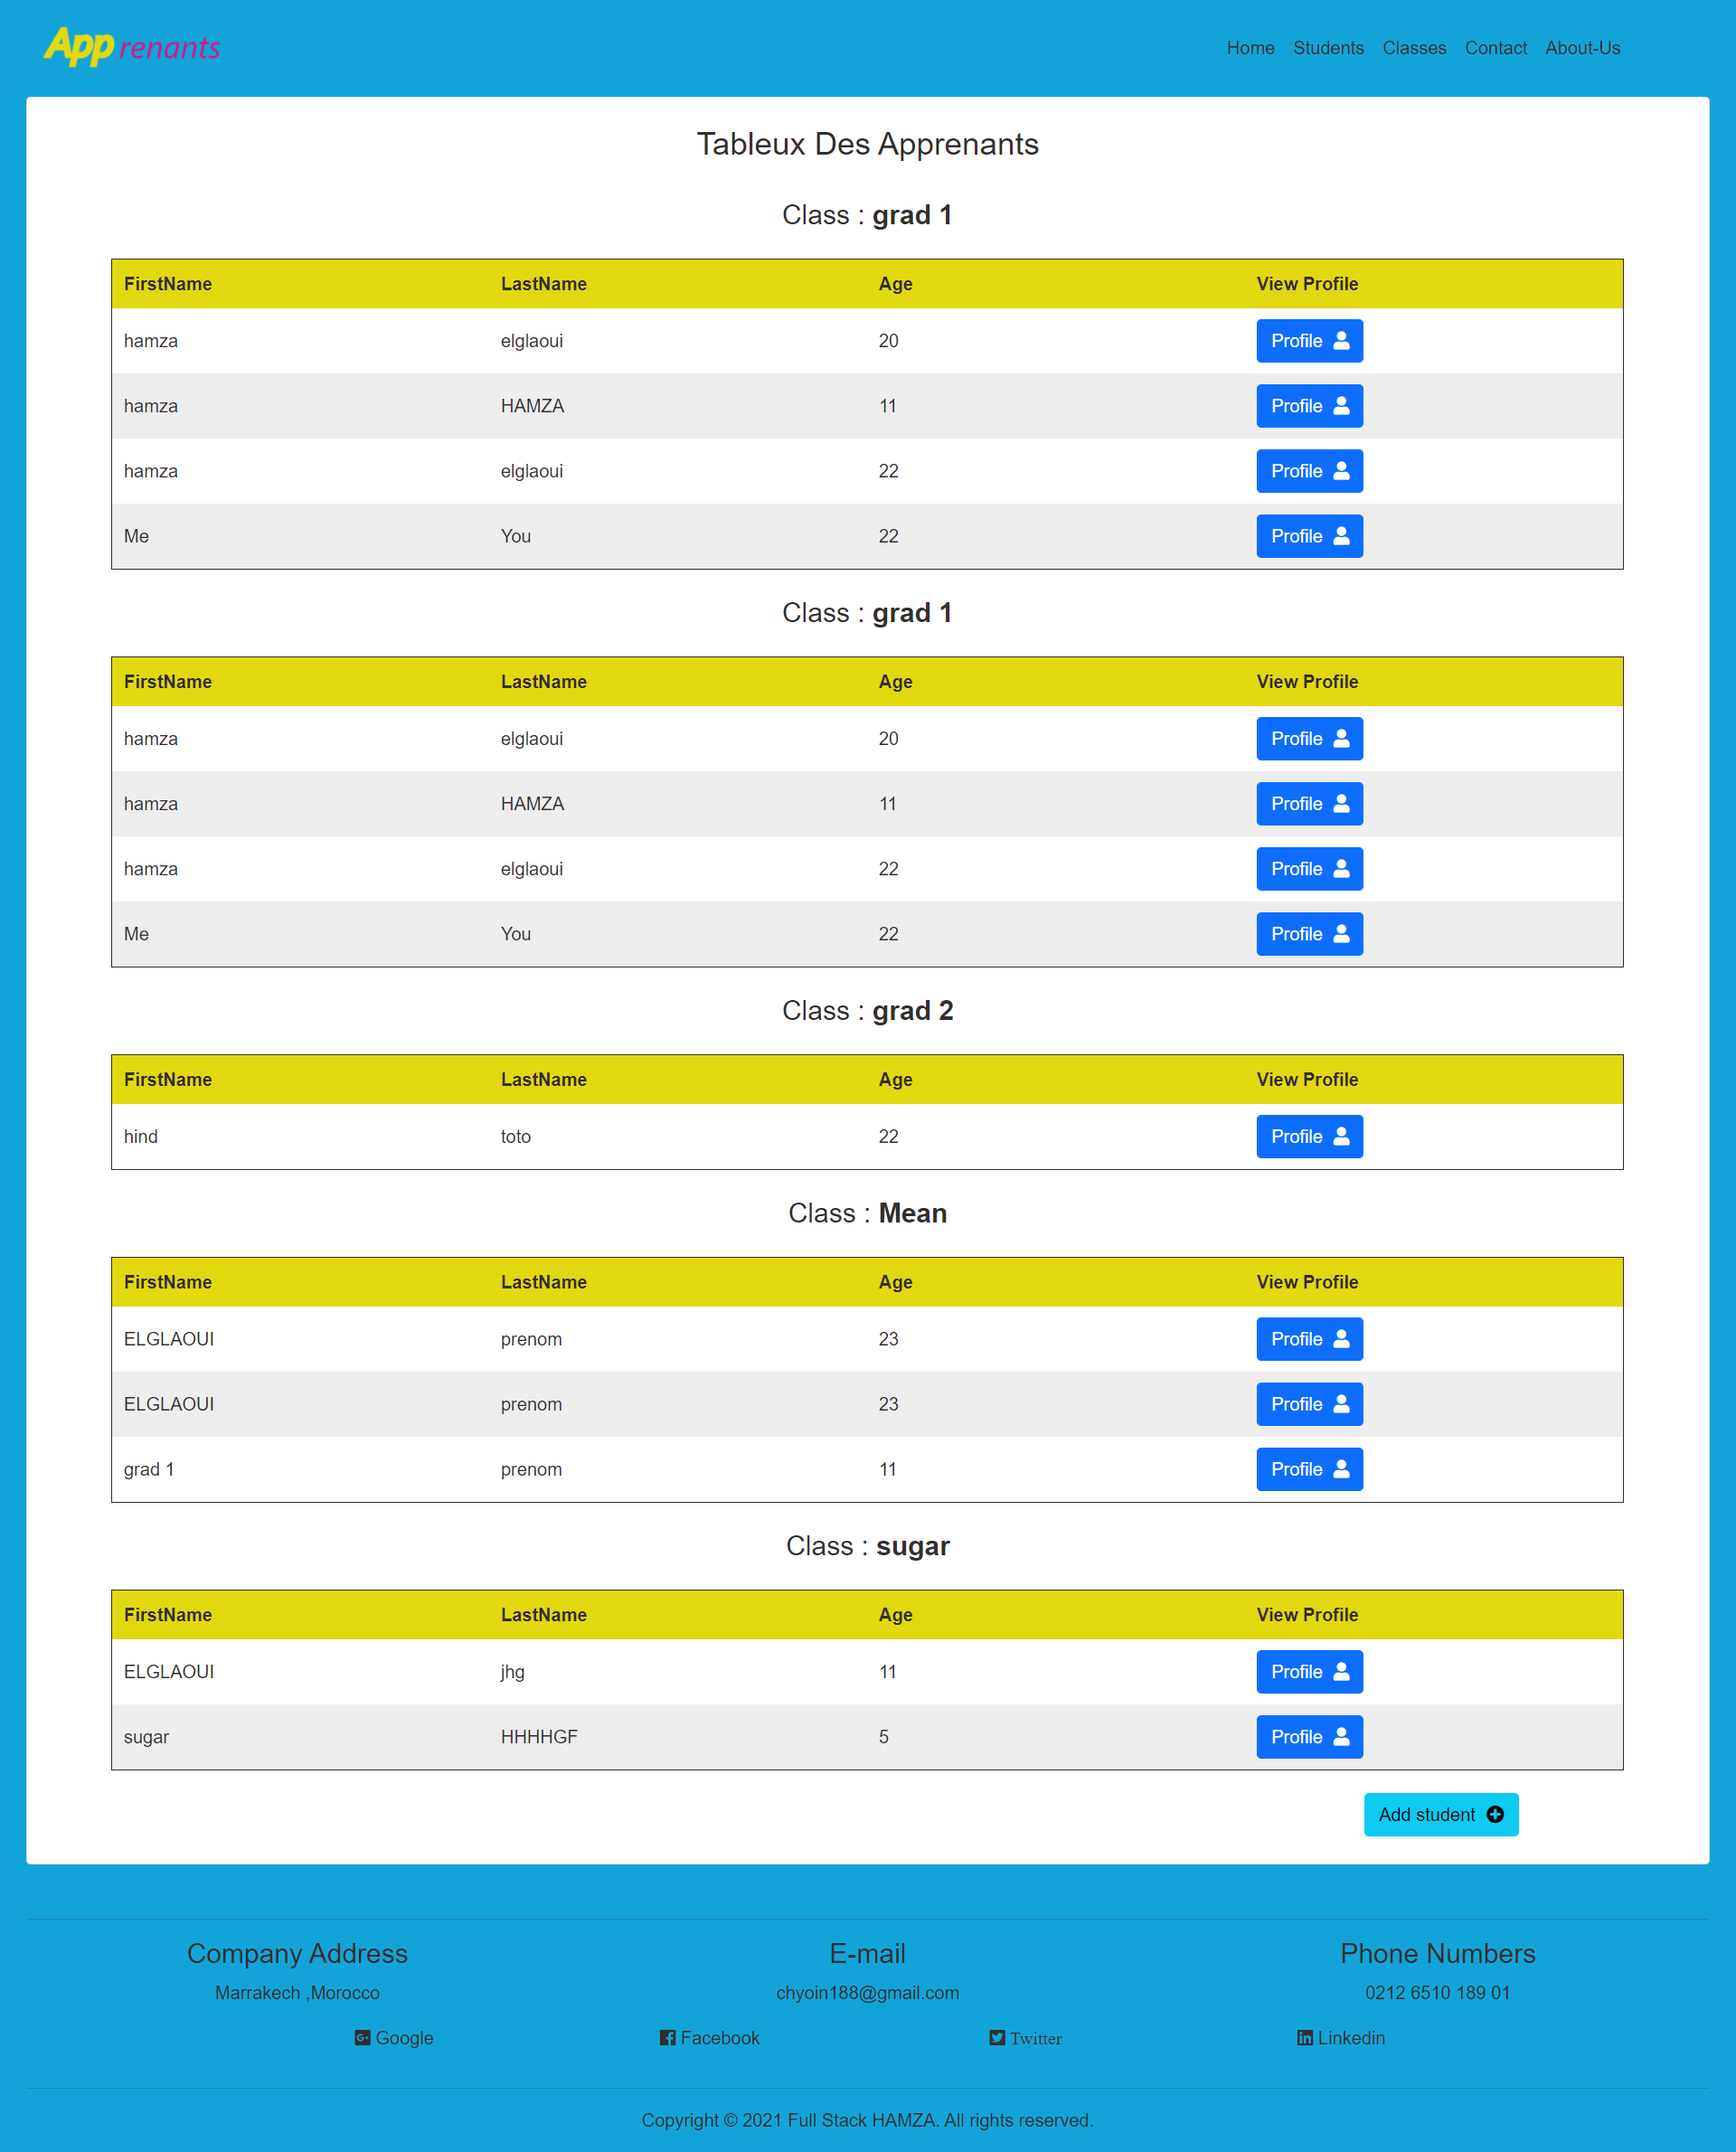 App renants
Home Students Classes Contact About-Us
Tableux Des Apprenants
Class : grad 1
FirstName LastName Age View Profile
hamza elglaoui 20 Profile
hamza HAMZA 11 Profile
hamza elglaoui 22 Profile
Me You 22 Profile
Class : grad 1
FirstName LastName Age View Profile
hamza elglaoui 20 Profile
hamza HAMZA 11 Profile
hamza elglaoui 22 Profile
Me You 22 Profile
Class : grad 2
FirstName LastName Age View Profile
hind toto 22 Profile
Class : Mean
FirstName LastName Age View Profile
ELGLAOUI prenom 23 Profile
ELGLAOUI prenom 23 Profile
grad 1 prenom 11 Profile
Class : sugar
FirstName LastName Age View Profile
ELGLAOUI jhg 11 Profile
sugar HHHHGF 5 Profile
Add student
Company Address E-mail Phone Numbers
Marrakech ,Morocco chyoin188@gmail.com 0212 6510 189 01
Google Facebook Twitter Linkedin
Copyright © 2021 Full Stack HAMZA. All rights reserved.